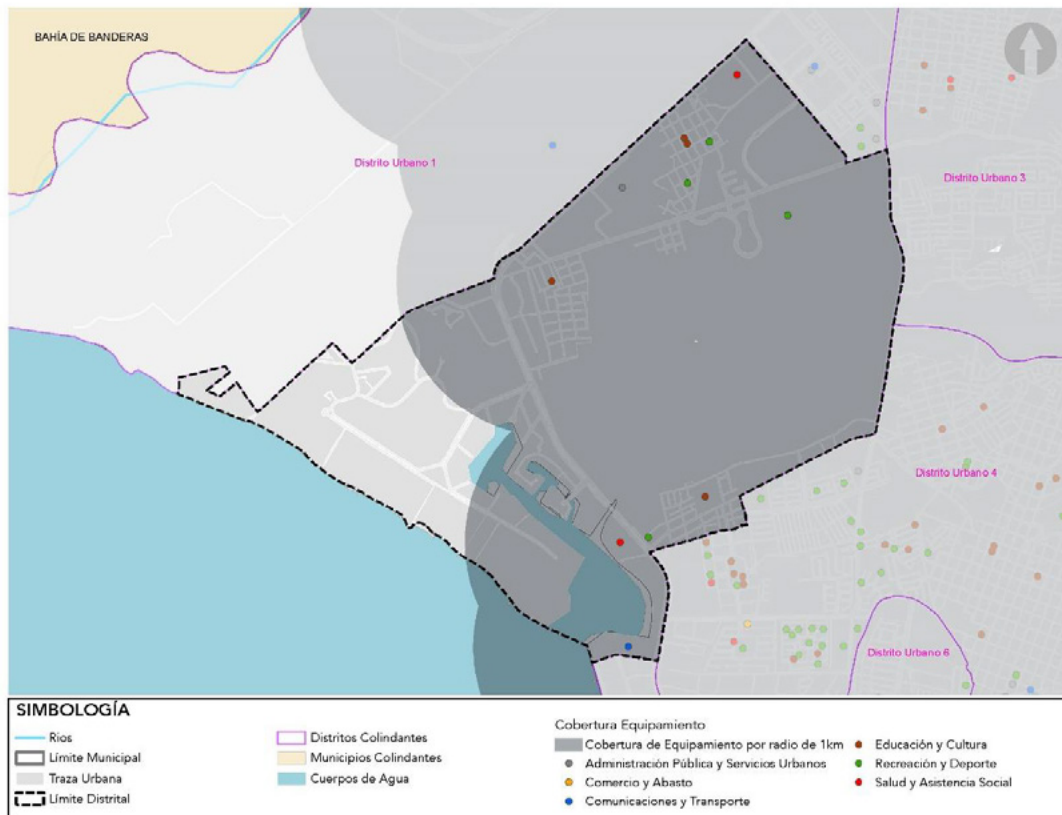 BAHÍA DE BANDERAS
Distrito Urbano 1
Distrito Urbano 3
Distrito Urbano 4
Distrito Urbano 6
SIMBOLOGÍA
Rios
Límite Municipal
Traza Urbana
Límite Distrital
Distritos Colindantes
Municipios Colindantes
Cuerpos de Agua
Cobertura Equipamiento
Cobertura de Equipamiento por radio de 1km
Administración Pública y Servicios Urbanos
Comercio y Abasto
Comunicaciones y Transporte
Educación y Cultura
Recreación y Deporte
Salud y Asistencia Social